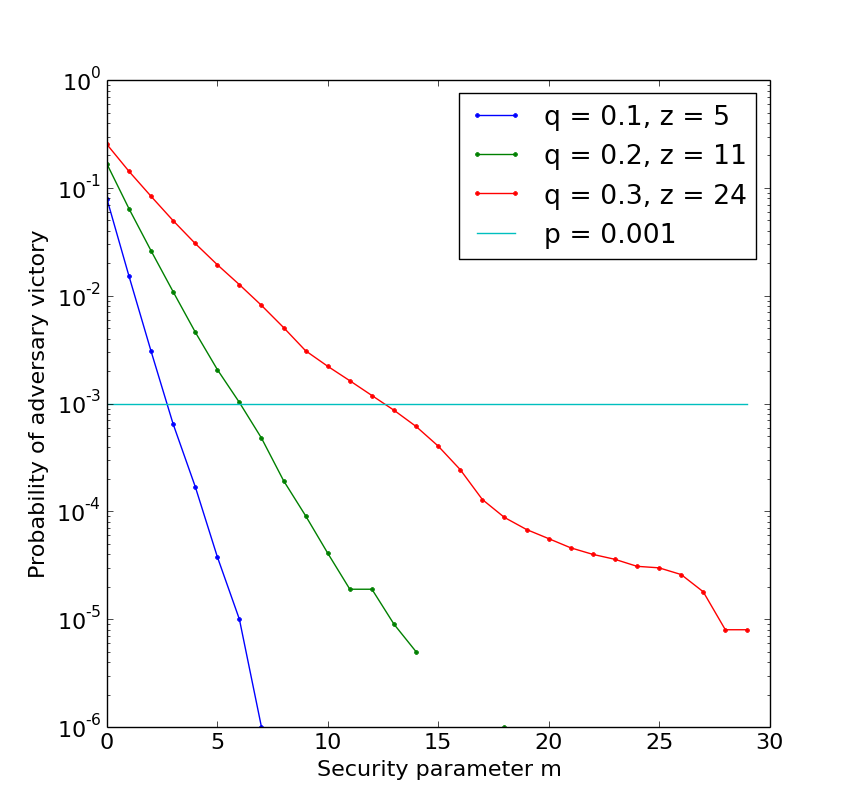 10^0
10^-1
10^-2
10^-3
10^-4
10^-5
10^-6
0 5 10 15 20 25 30
Security parameter m
Probability of adversary victory
q = 0.1, z = 5
q = 0.2, z = 11
q = 0.3, z = 24
p = 0.001